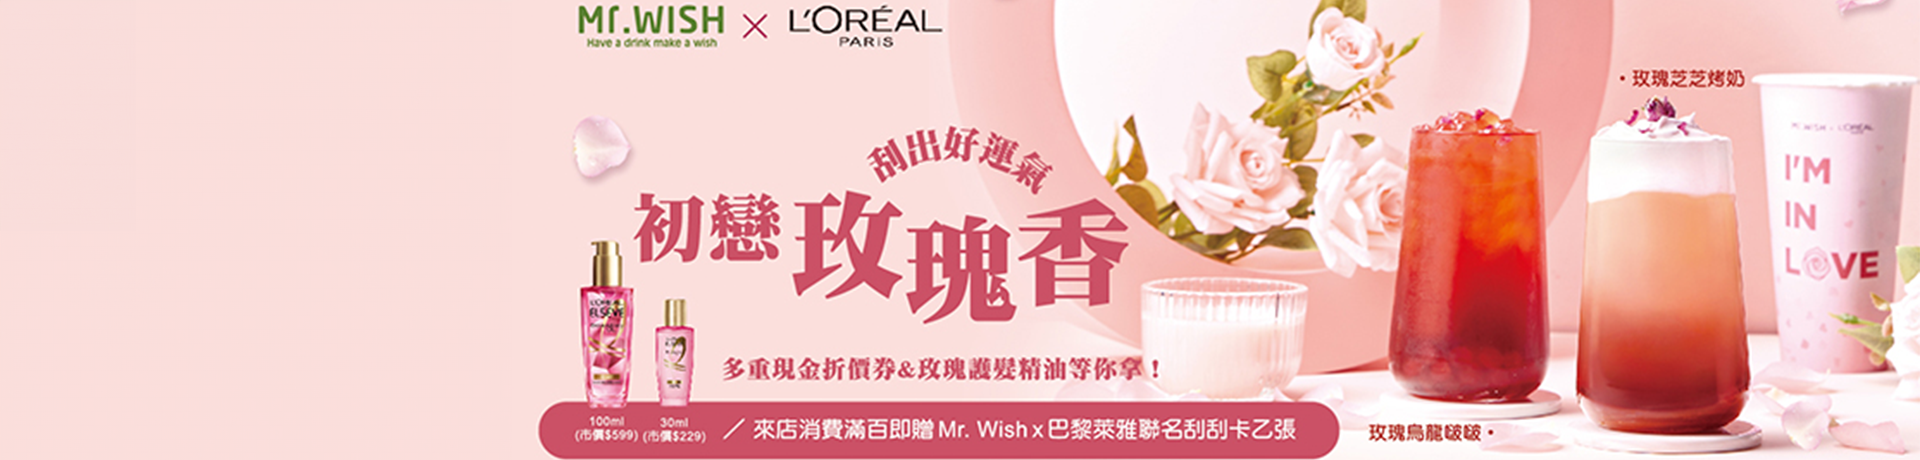 Mr.WISH × L'ORÉAL
Have a drink make a wish
PARIS
刮出好運氣
初戀玫瑰香
多重現金折價券&玫瑰護髮精油等你拿！
100ml
(市價$599)
30ml
(市價$229)
／來店消費滿百即贈Mr. Wish x 巴黎萊雅聯名刮刮卡乙張
・玫瑰芝芝烤奶
玫瑰烏龍啵啵・
I'M
IN
LOVE
L'ORÉAL
ELSEVE